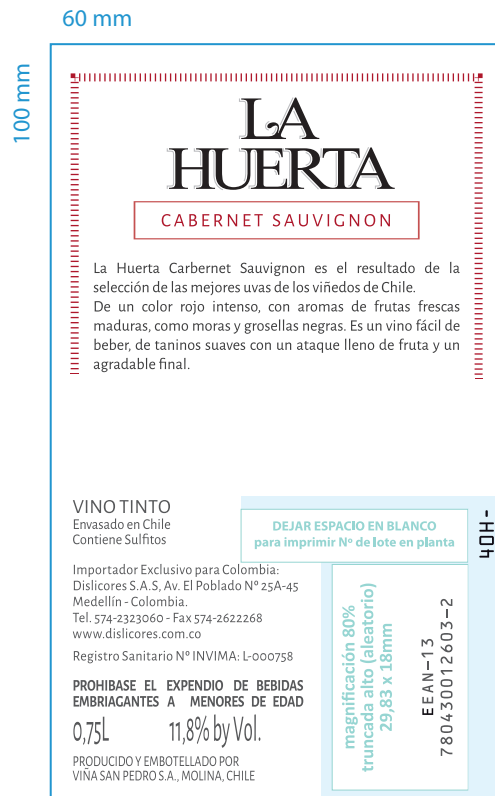 60 mm
100 mm
LA
HUERTA
CABERNET SAUVIGNON
La Huerta Carbernet Sauvignon es el resultado de la
selección de las mejores uvas de los viñedos de Chile.
De un color rojo intenso, con aromas de frutas frescas
maduras, como moras y grosellas negras. Es un vino fácil de
beber, de taninos suaves con un ataque lleno de fruta y un
agradable final.
VINO TINTO
Envasado en Chile
Contiene Sulfitos
DEJAR ESPACIO EN BLANCO
para imprimir Nº de lote en planta
40H-
Importador Exclusivo para Colombia:
Dislicores S.A.S, Av. El Poblado Nº 25A-45
Medellín - Colombia.
Tel. 574-2323060 - Fax 574-2622268
www.dislicores.com.co
Registro Sanitario Nº INVIMA: L-000758
PROHIBASE EL EXPENDIO DE BEBIDAS
EMBRIAGANTES A MENORES DE EDAD
0,75L 11,8% by Vol.
PRODUCIDO Y EMBOTELLADO POR
VIÑA SAN PEDRO S.A., MOLINA, CHILE
magnificación 80%
truncada alto (aleatorio)
29,83 x 18mm
EEAN-13
780430012603-2